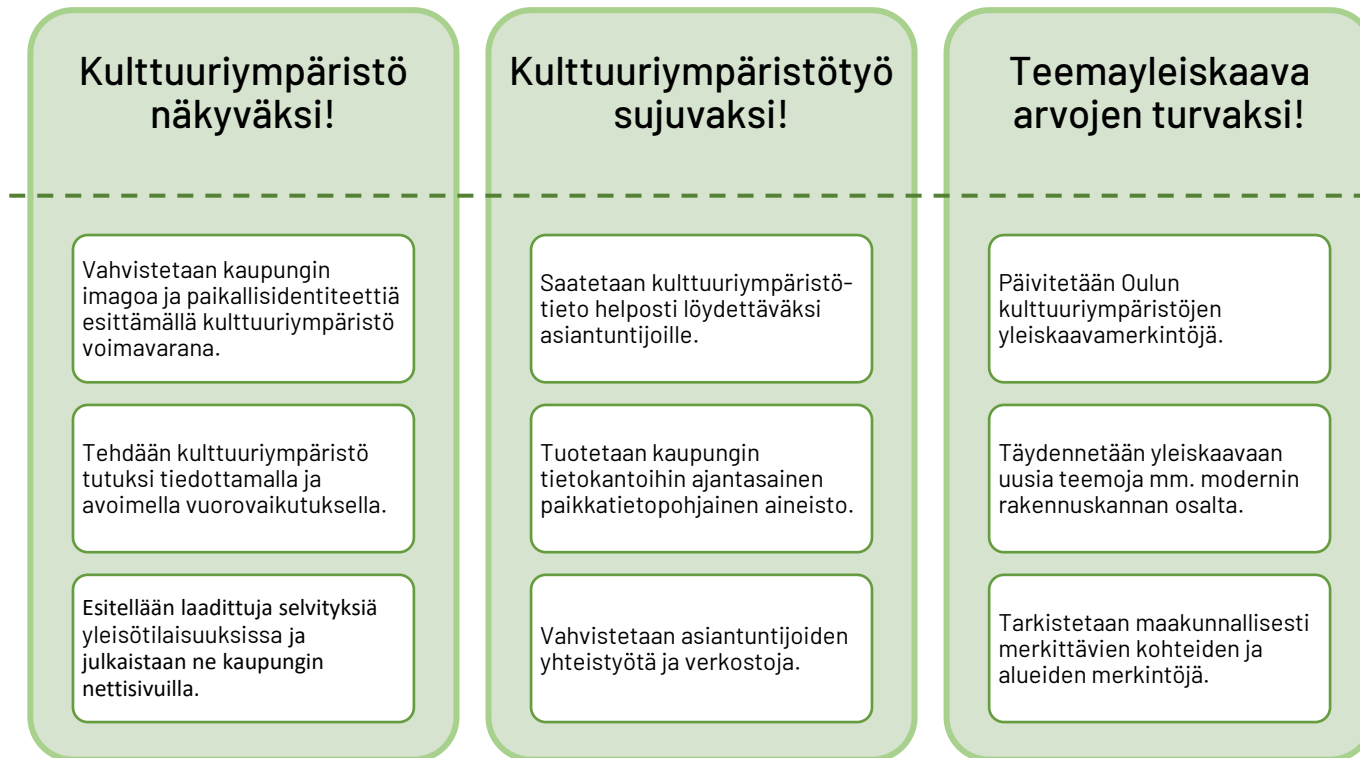 Kulttuuriympäristö
näkyväksi!
Vahvistetaan kaupungin
imagoa ja paikallisidentiteettiä
esittämällä kulttuuriympäristö
voimavarana.
Tehdään kulttuuriympäristö
tutuksi tiedottamalla ja
avoimella vuorovaikutuksella.
Esitellään laadittuja selvityksiä
yleisötilaisuuksissa ja
julkaistaan ne kaupungin
nettisivuilla.
Kulttuuriympäristötyö
sujuvaksi!
Saatetaan kulttuuriympäristö-
tieto helposti löydettäväksi
asiantuntijoille.
Tuotetaan kaupungin
tietokantoihin ajantasainen
paikkatietopohjainen aineisto.
Vahvistetaan asiantuntijoiden
yhteistyötä ja verkostoja.
Teemayleiskaava
arvojen turvaksi!
Päivitetään Oulun
kulttuuriympäristöjen
yleiskaavamerkintöjä.
Täydennetään yleiskaavaan
uusia teemoja mm. modernin
rakennuskannan osalta.
Tarkistetaan maakunnallisesti
merkittävien kohteiden ja
alueiden merkintöjä.